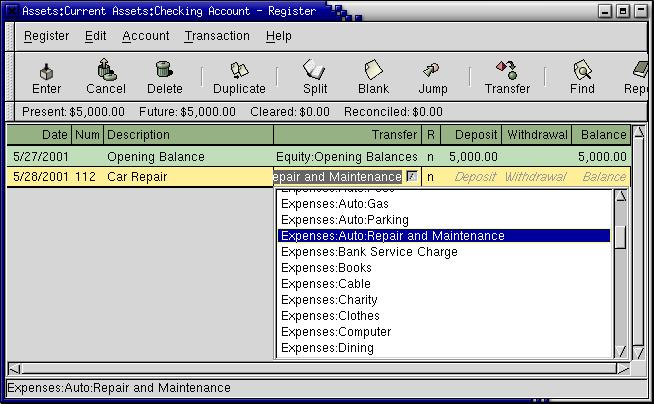 Assets:Current Assets:Checking Account - Register
Register Edit Account Transaction Help
Enter Cancel Delete Duplicate Split Blank Jump Transfer Find Repo
Present: $5,000.00 Future: $5,000.00 Cleared: $0.00 Reconciled: $0.00
Date Num Description Transfer R Deposit Withdrawal Balance
5/27/2001 Opening Balance Equity:Opening Balances n 5,000.00 5,000.00
5/28/2001 112 Car Repair epair and Maintenance n Deposit Withdrawal Balance
Expenses:Auto:Gas
Expenses:Auto:Parking
Expenses:Auto:Repair and Maintenance
Expenses:Bank Service Charge
Expenses:Books
Expenses:Cable
Expenses:Charity
Expenses:Clothes
Expenses:Computer
Expenses:Dining
Expenses:Auto:Repair and Maintenance